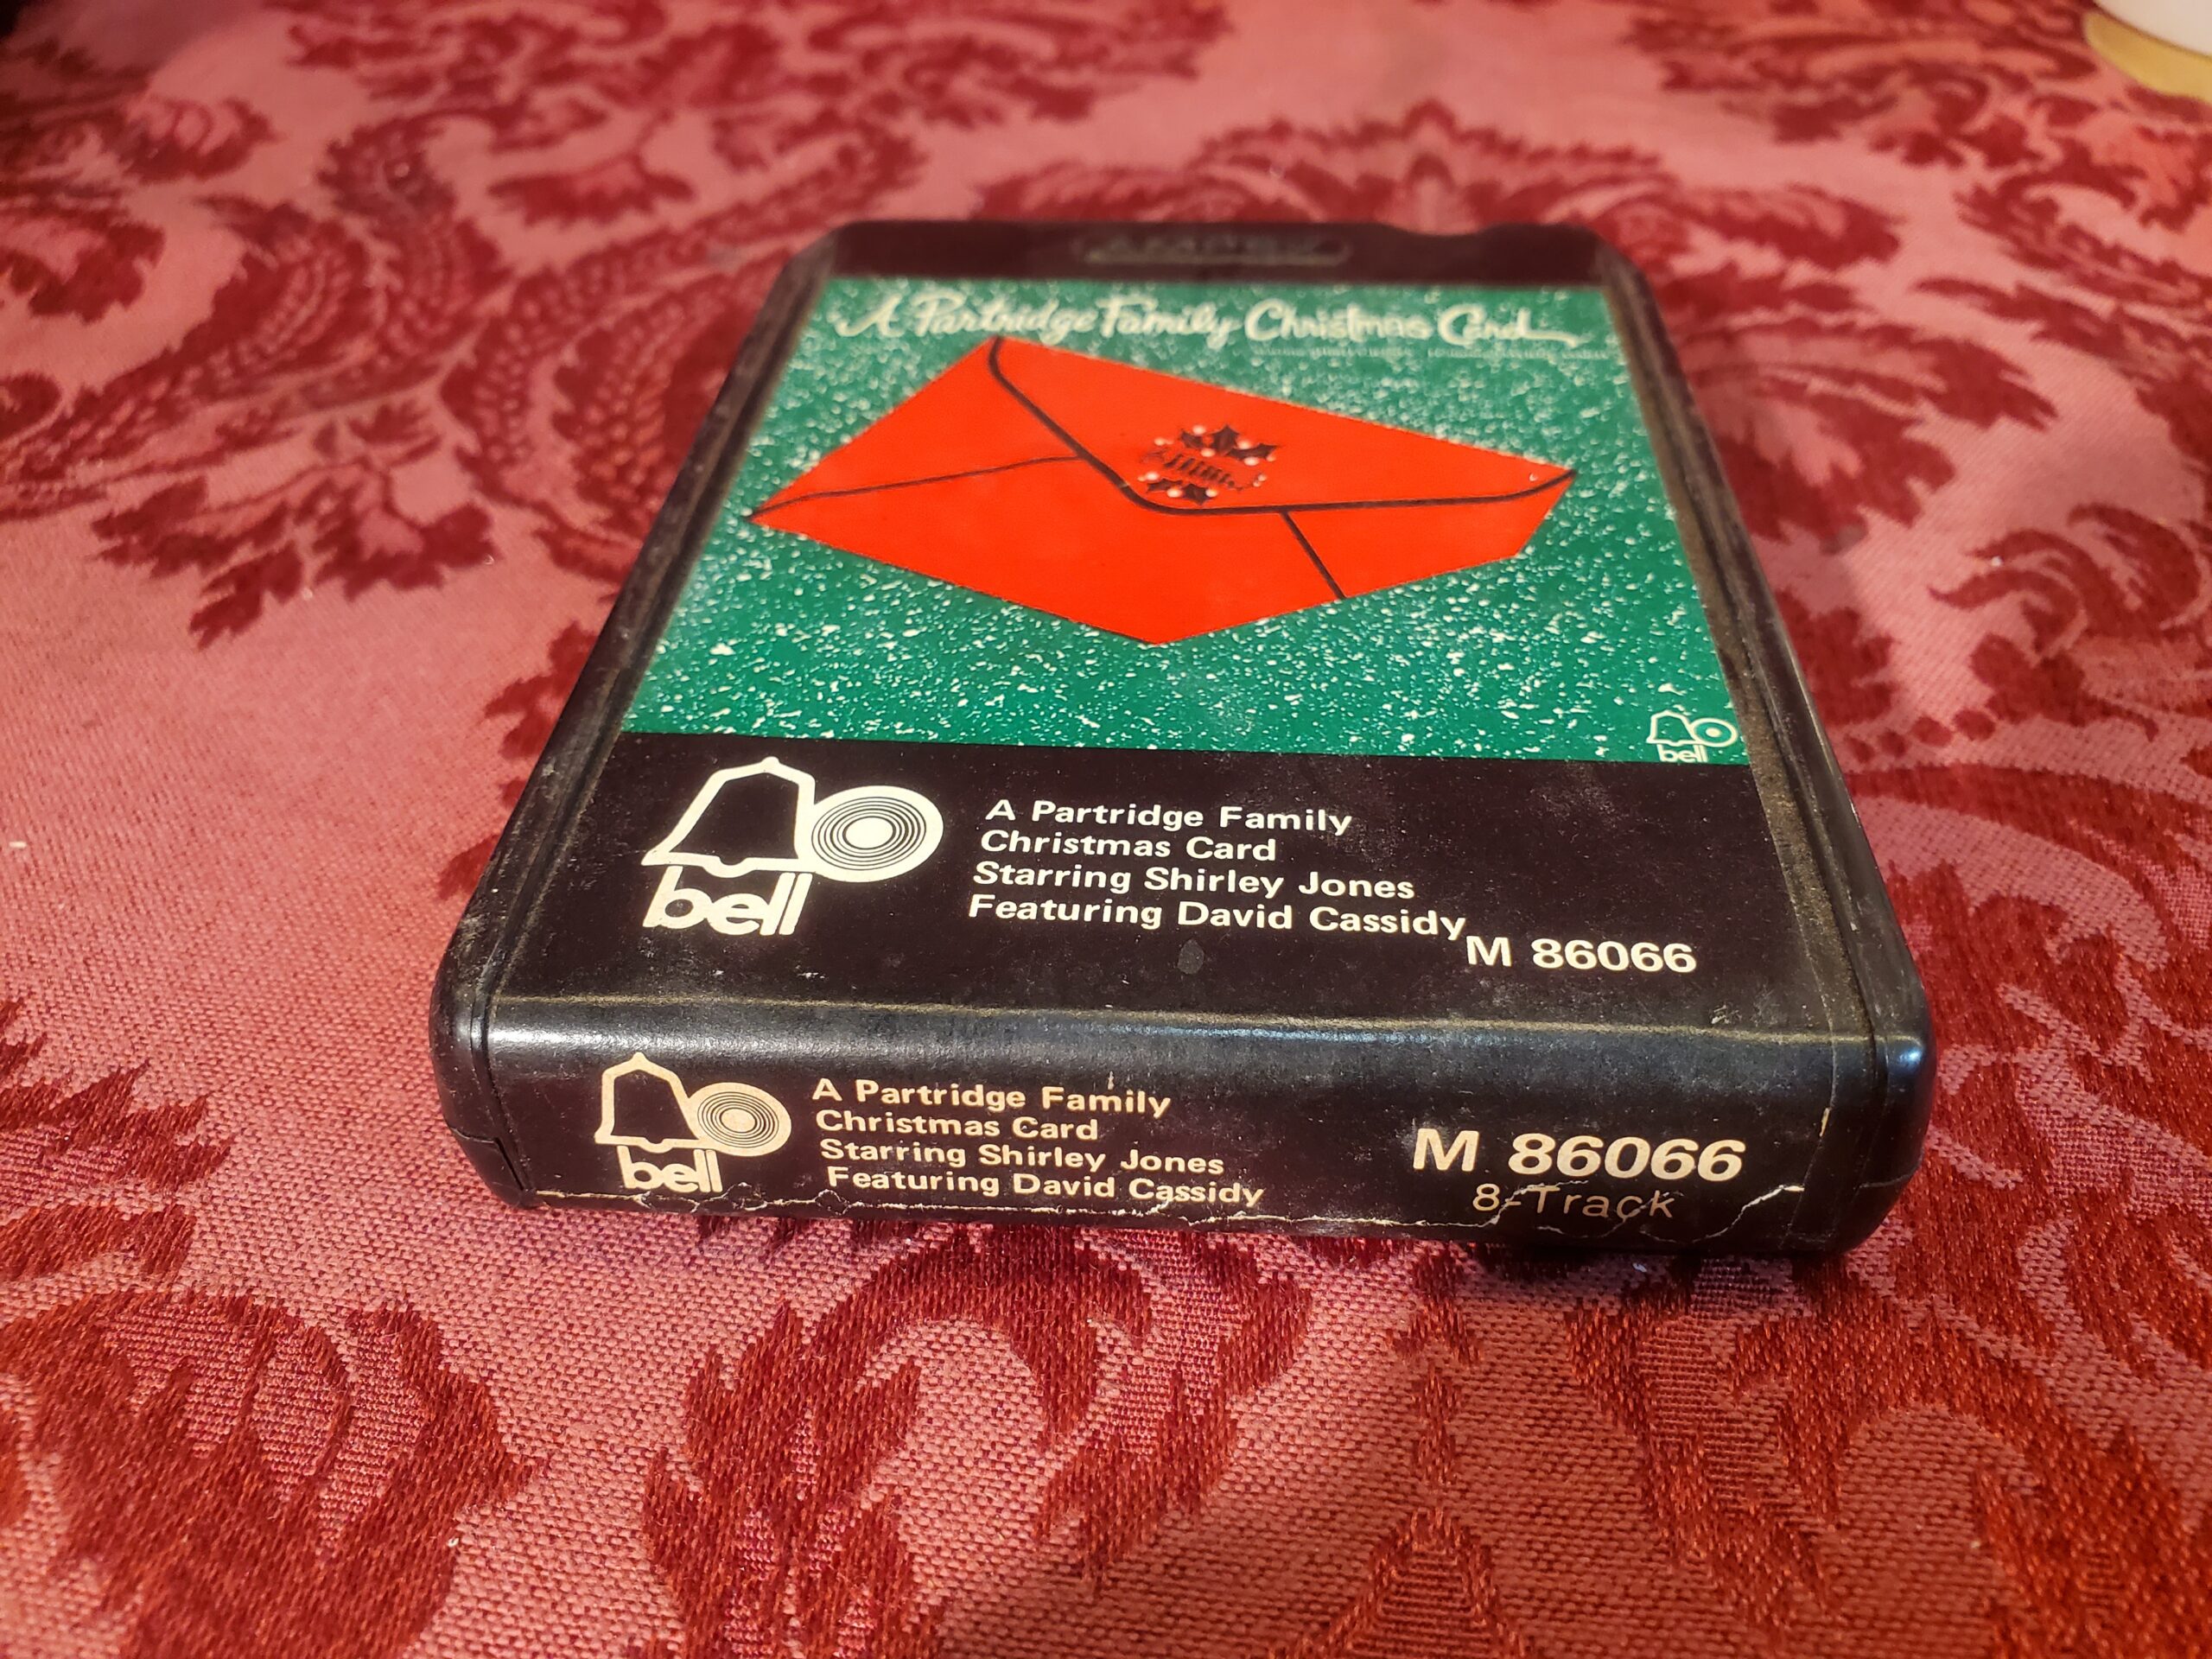 A Partridge Family Christmas Card
bell
bell
A Partridge Family
Christmas Card
Starring Shirley Jones
Featuring David Cassidy
M 86066
bell
A Partridge Family
Christmas Card
Starring Shirley Jones
Featuring David Cassidy
M 86066
8-Track